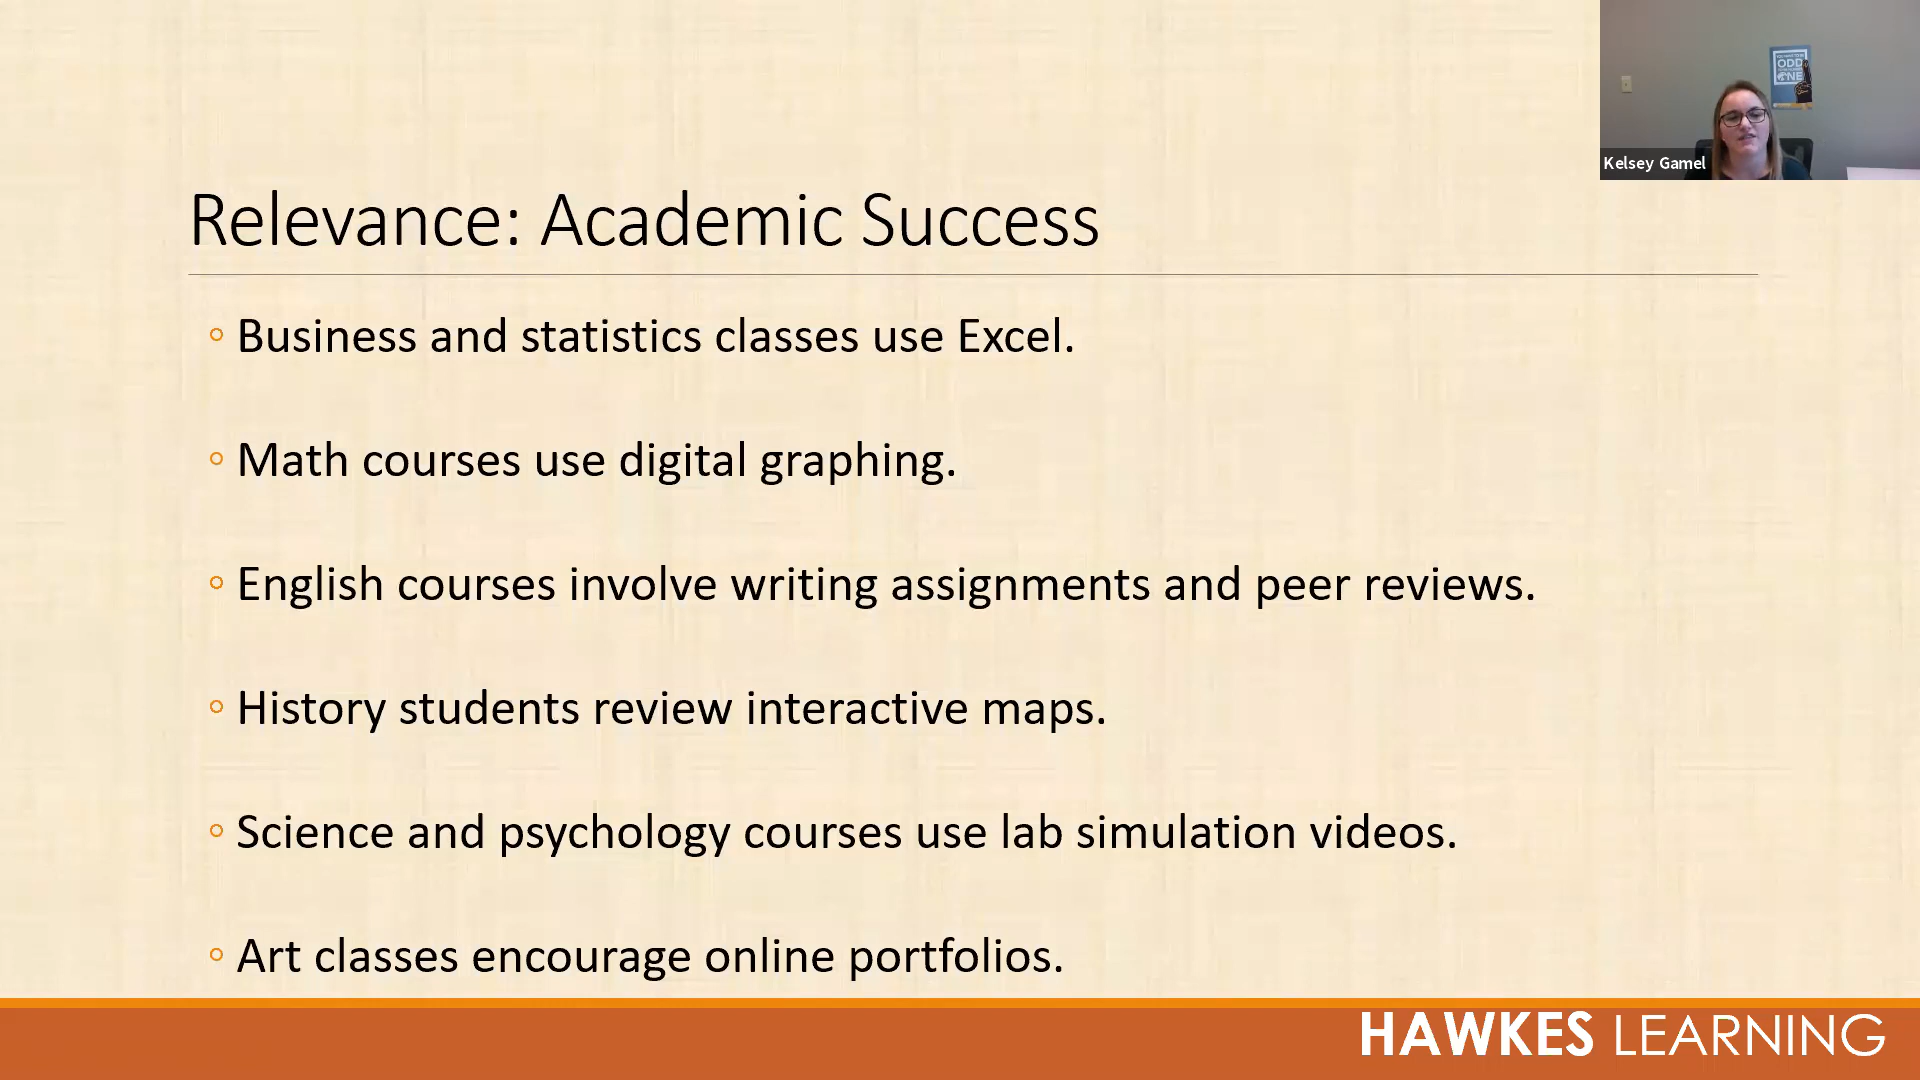 ODD
NE
Kelsey Gamel
Relevance: Academic Success
◦ Business and statistics classes use Excel.
◦ Math courses use digital graphing.
◦ English courses involve writing assignments and peer reviews.
◦ History students review interactive maps.
◦ Science and psychology courses use lab simulation videos.
◦ Art classes encourage online portfolios.
HAWKES LEARNING